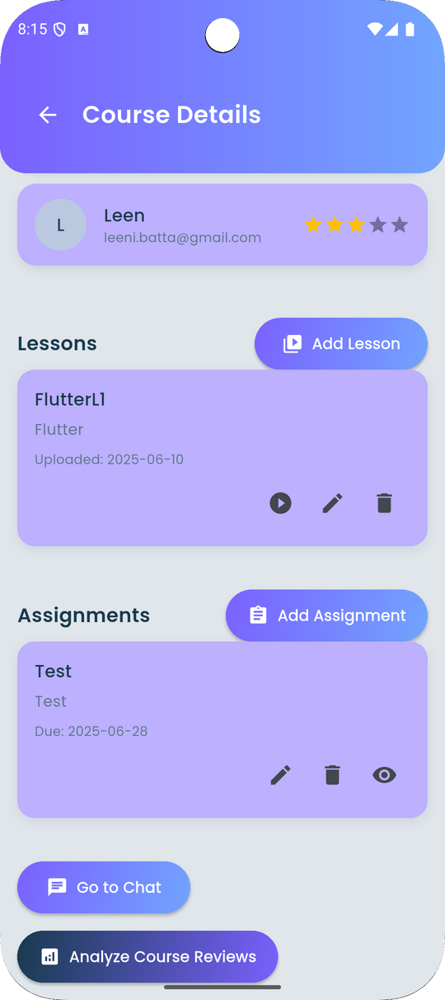 8:15
A
Course Details
L
Leen
leeni.batta@gmail.com
Lessons
Add Lesson
FlutterL1
Flutter
Uploaded: 2025-06-10
Assignments
Add Assignment
Test
Test
Due: 2025-06-28
Go to Chat
Analyze Course Reviews